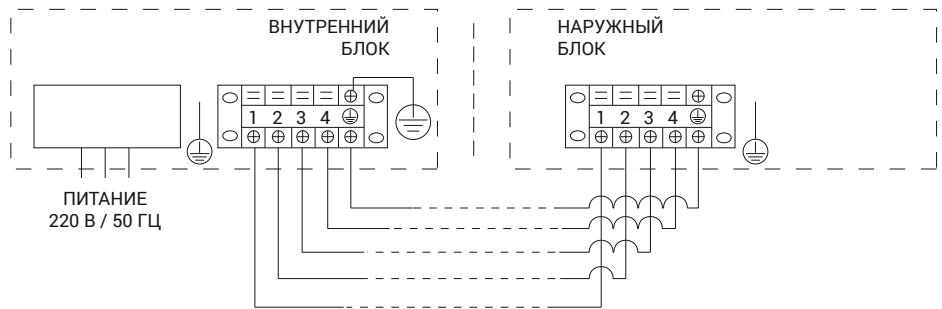 ВНУТРЕННИЙ
БЛОК
НАРУЖНЫЙ
БЛОК
1 2 3 4
1 2 3 4
ПИТАНИЕ
220 В / 50 ГЦ